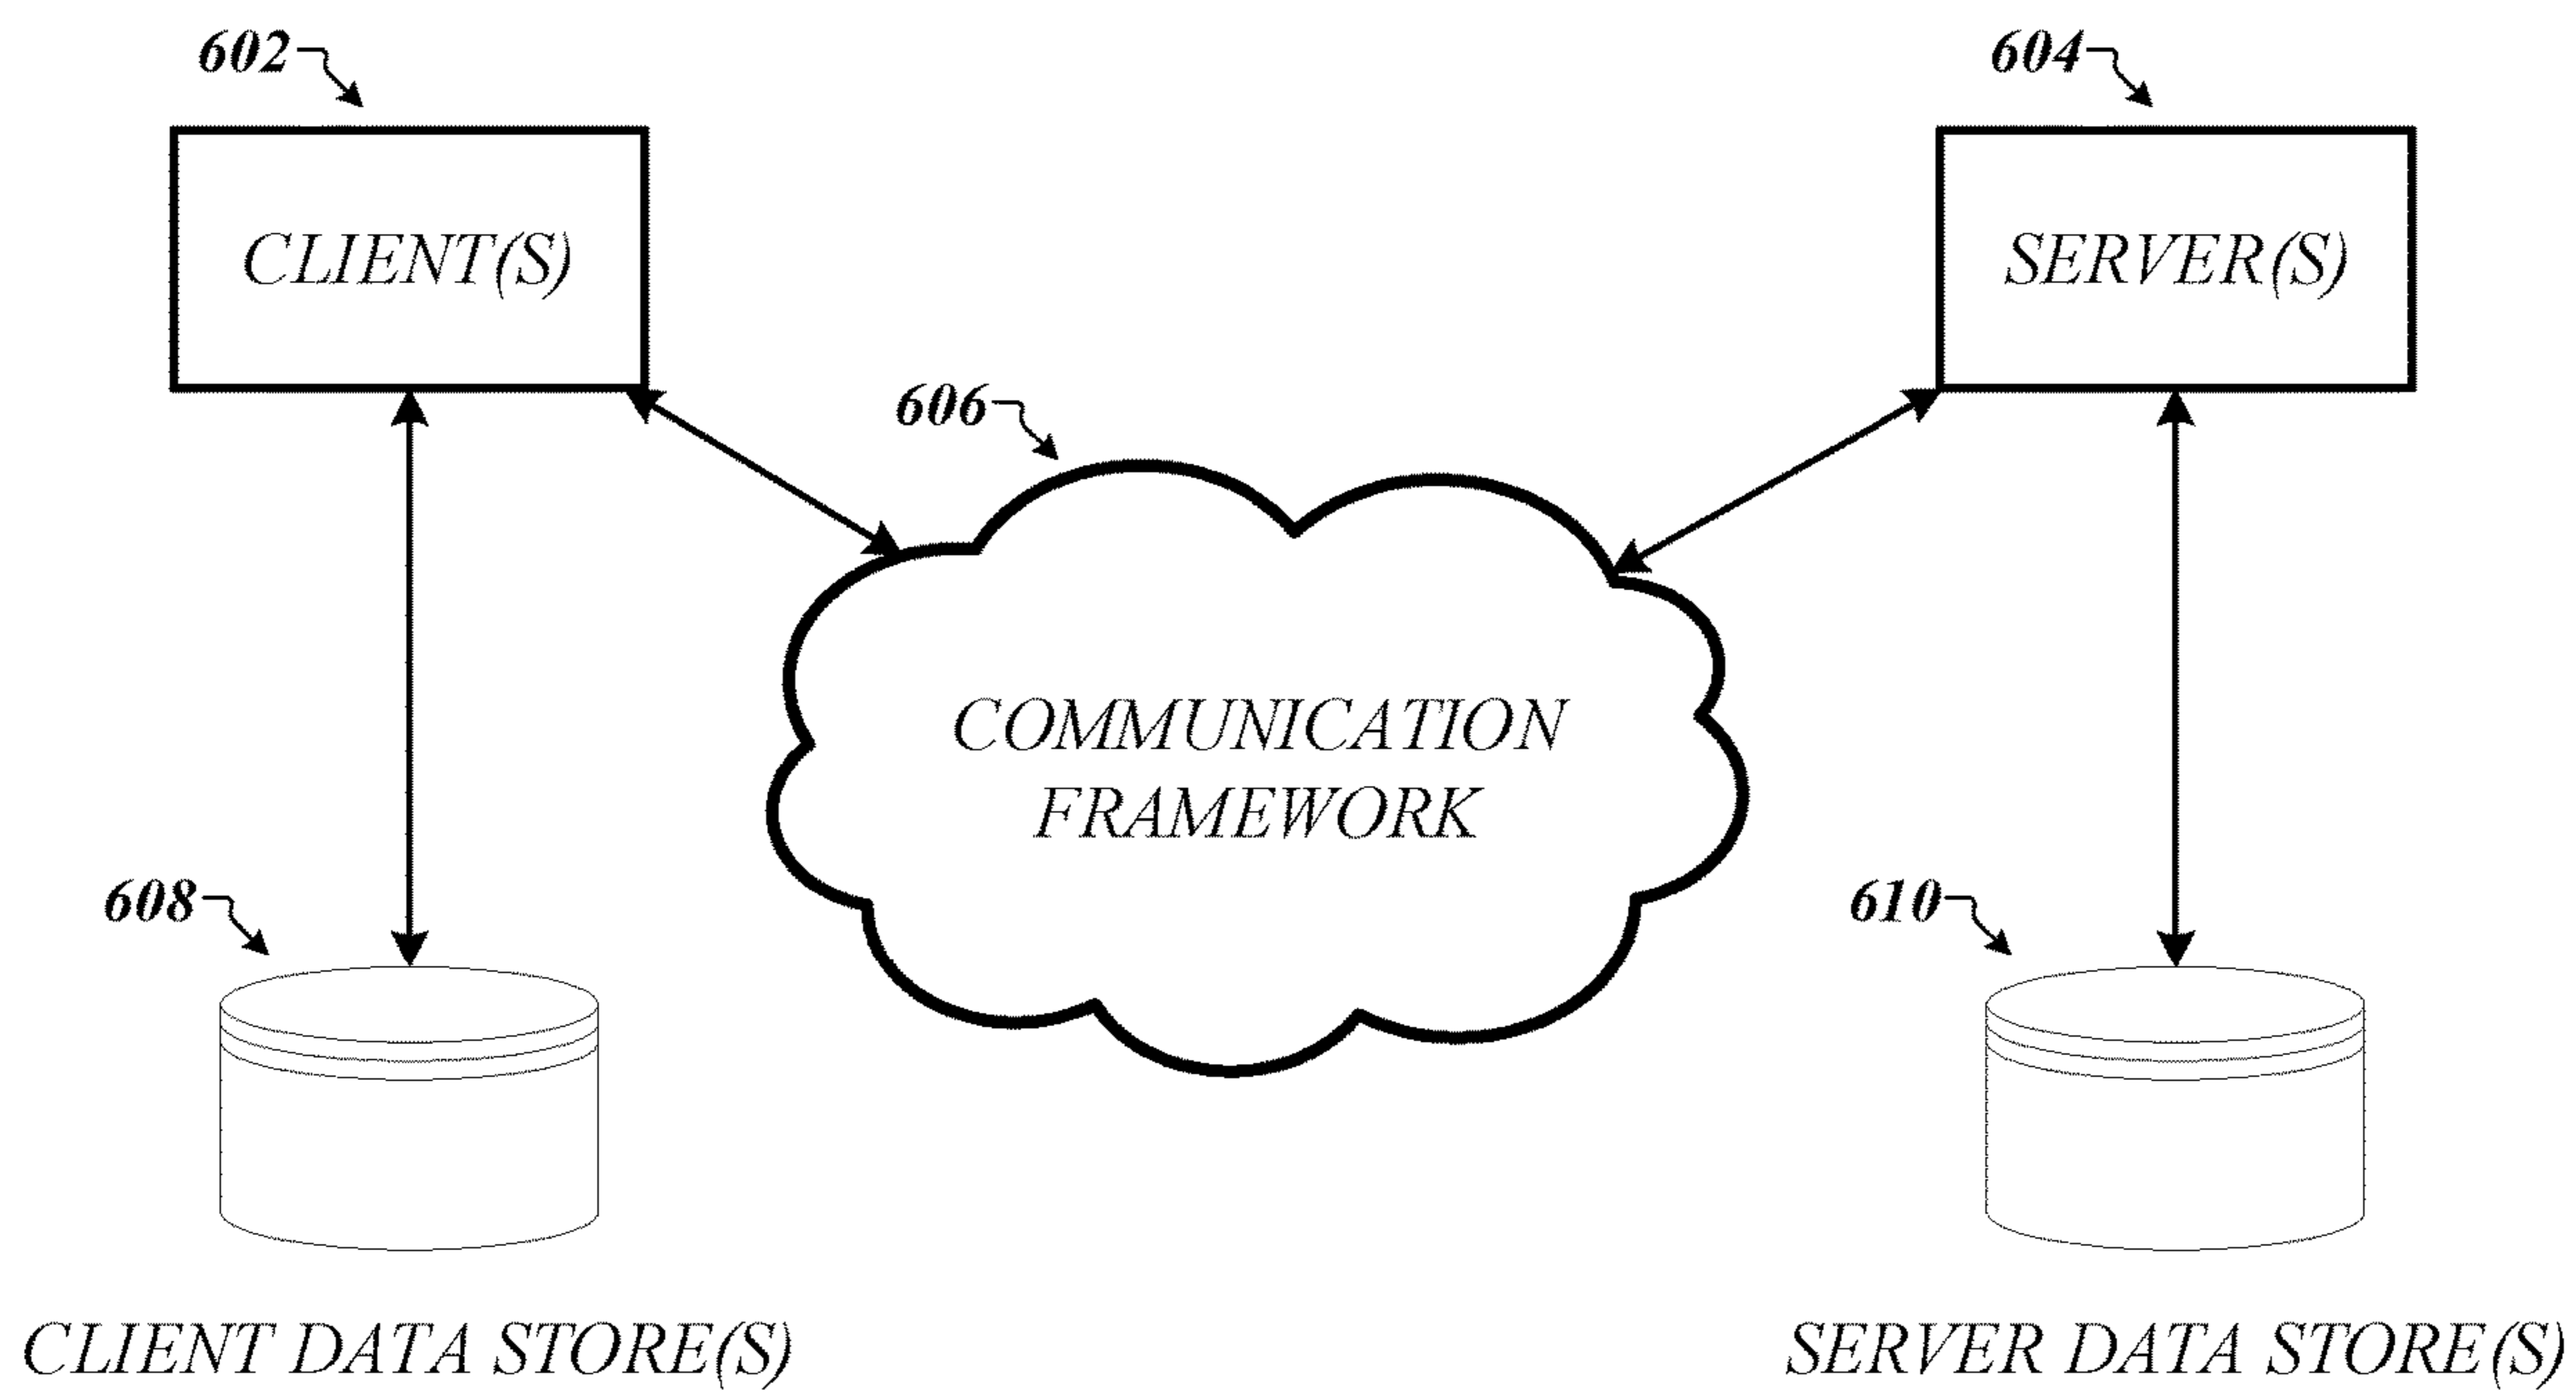 602
604
CLIENT(S)
SERVER(S)
606
COMMUNICATION
FRAMEWORK
608
610
CLIENT DATA STORE(S)
SERVER DATA STORE(S)